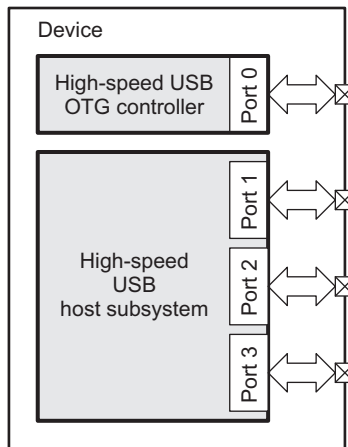 Device
High-speed USB
OTG controller
Port 0
Port 1
High-speed
USB
host subsystem
Port 2
Port 3